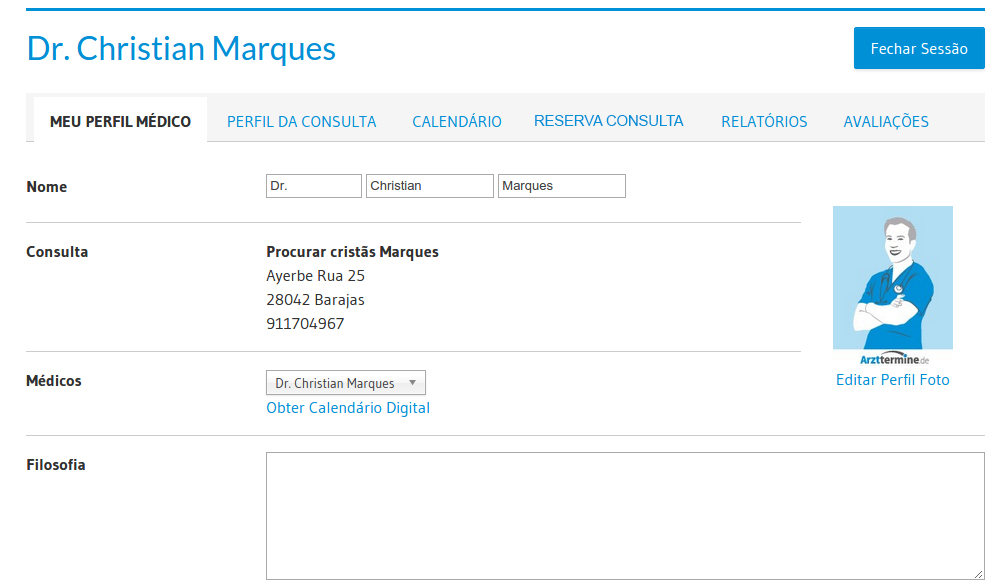 Dr. Christian Marques
Fechar Sessão
MEU PERFIL MÉDICO PERFIL DA CONSULTA CALENDÁRIO RESERVA CONSULTA RELATÓRIOS AVALIAÇÕES
Nome Dr. Christian Marques
Consulta Procurar cristãs Marques
Ayerbe Rua 25
28042 Barajas
911704967
Arzttermine.de
Editar Perfil Foto
Médicos Dr. Christian Marques
Obter Calendário Digital
Filosofia